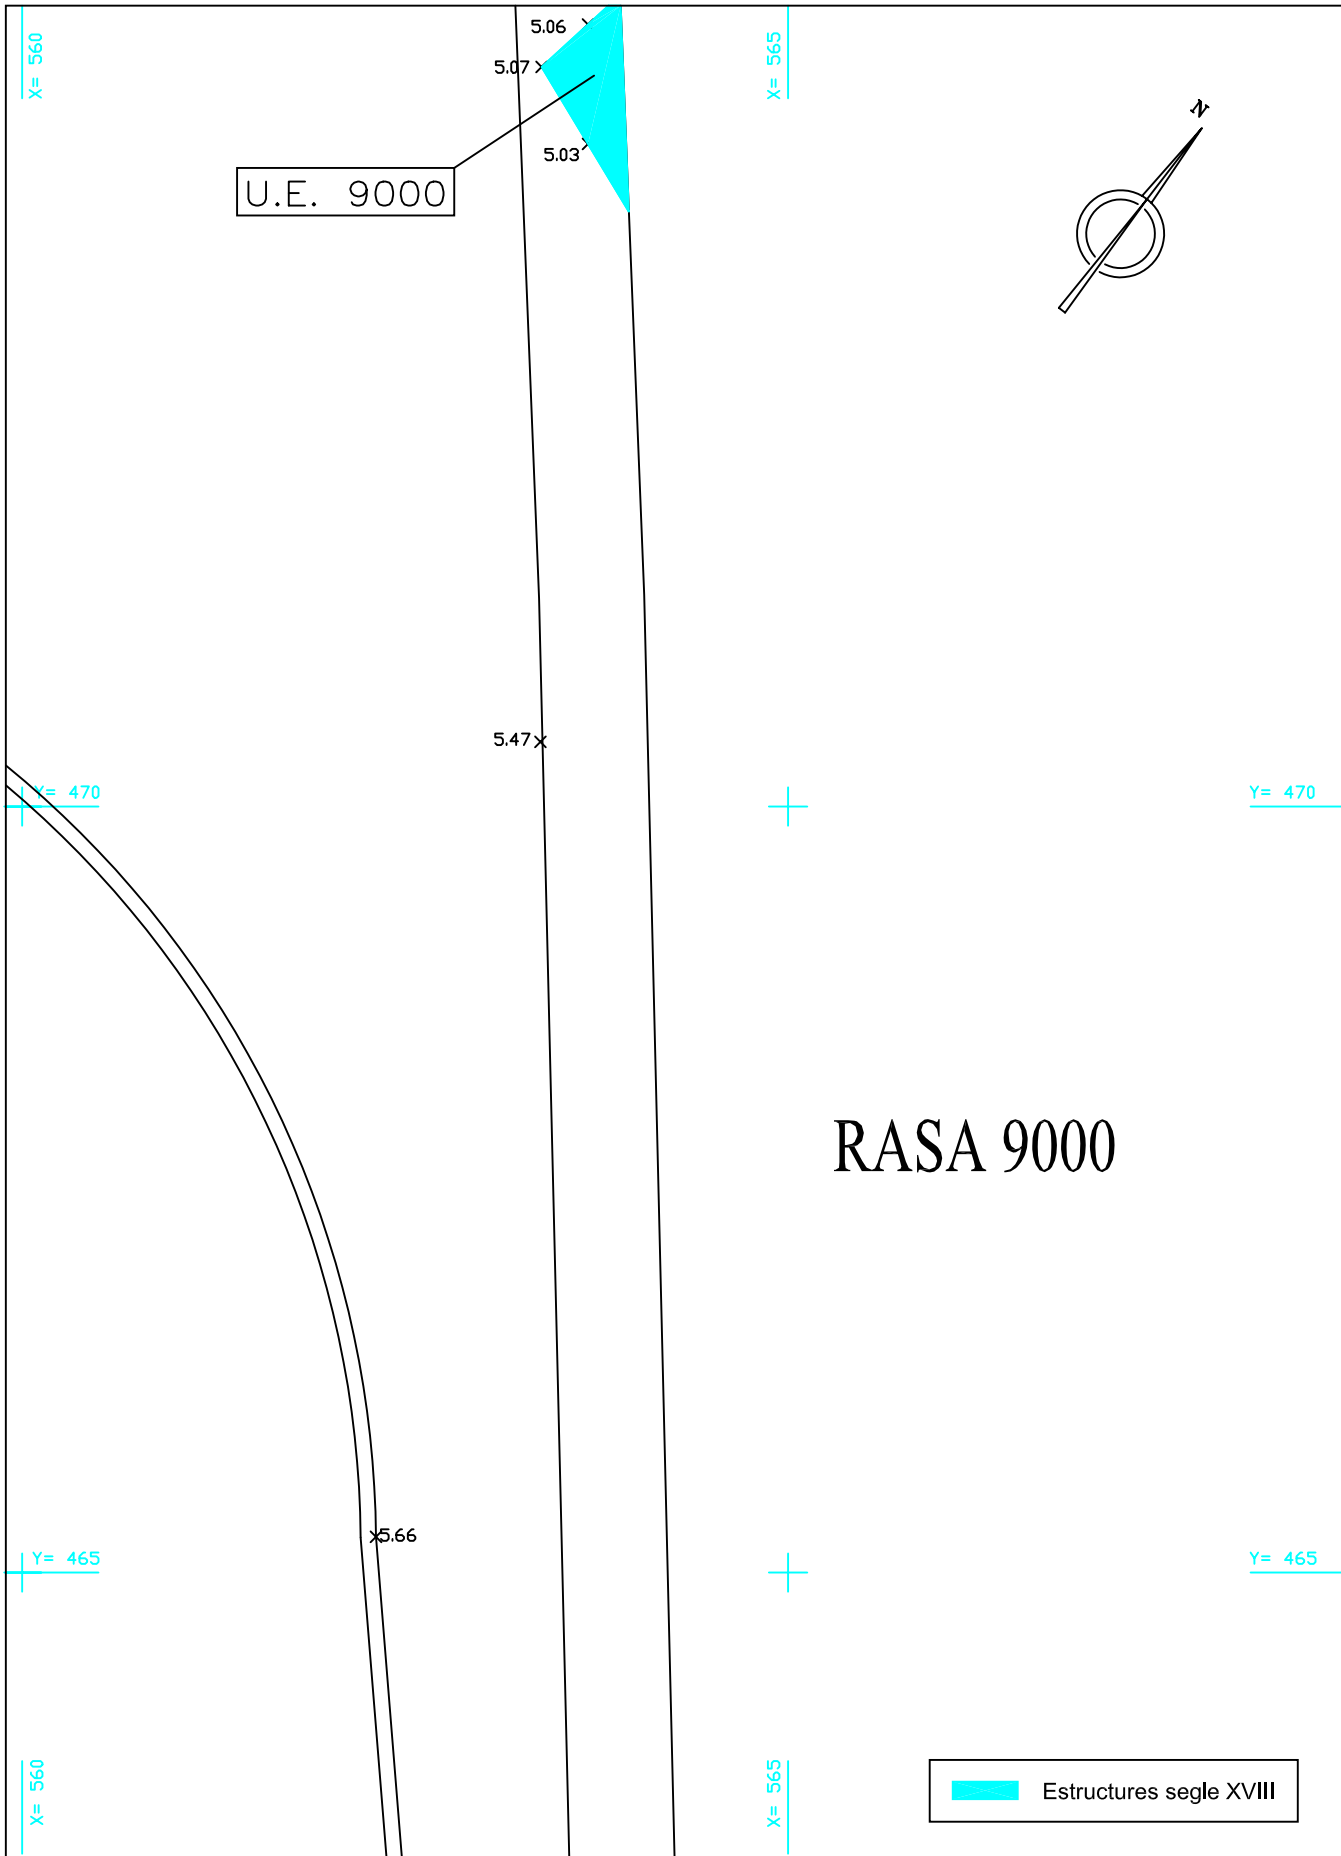 X= 560
5.06
X= 565
5.07
N
5.03
U.E. 9000
5.47
Y= 470
Y= 470
RASA 9000
5.66
Y= 465
Y= 465
X= 560
X= 565
Estructures segle XVIII